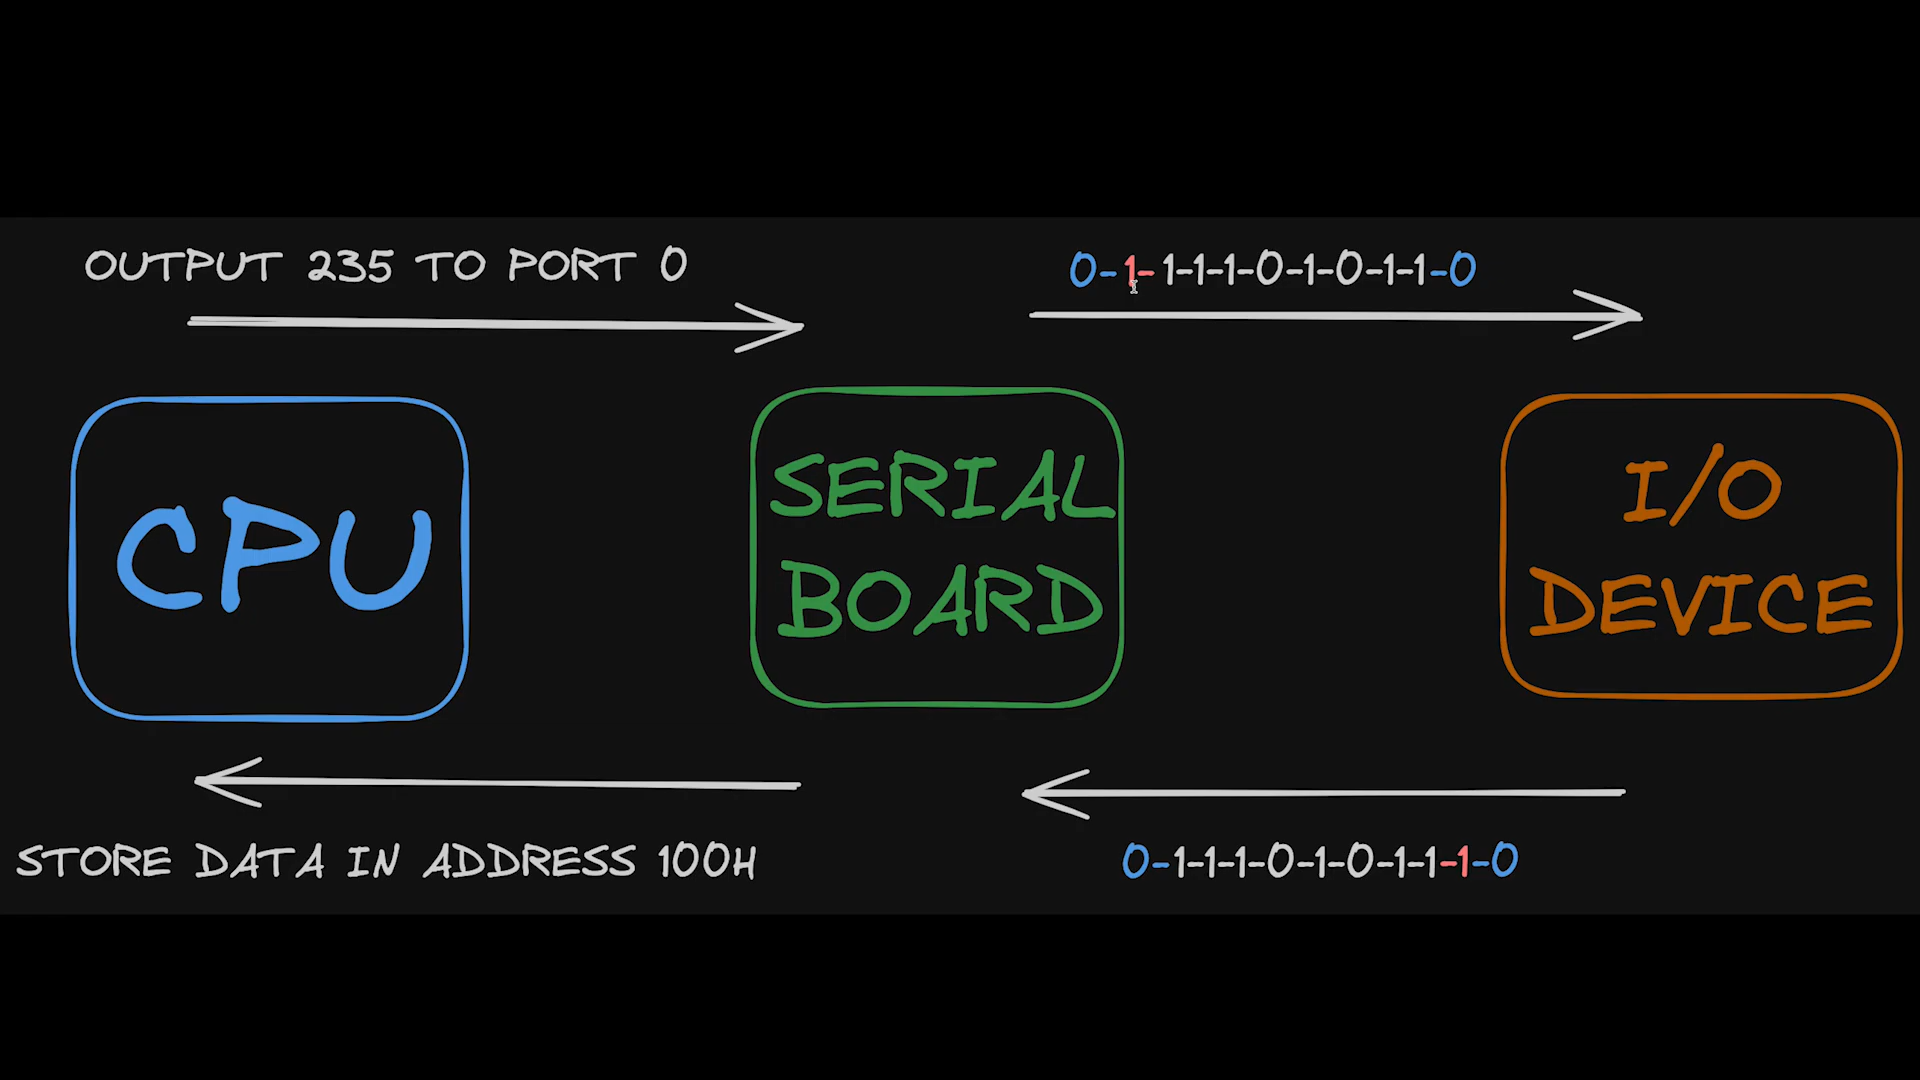 OUTPUT 235 TO PORT 0
0-1-1-1-1-0-1-0-1-1-0
CPU
SERIAL
BOARD
I/O
DEVICE
STORE DATA IN ADDRESS 100H
0-1-1-1-0-1-0-1-1-1-0